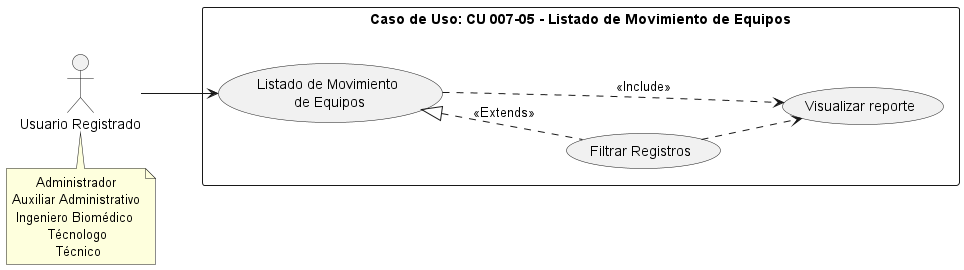 Caso de Uso: CU 007-05 - Listado de Movimiento de Equipos
Listado de Movimiento
de Equipos
«Include»
Visualizar reporte
«Extends»
Filtrar Registros
Usuario Registrado
Administrador
Auxiliar Administrativo
Ingeniero Biomédico
Técnologo
Técnico